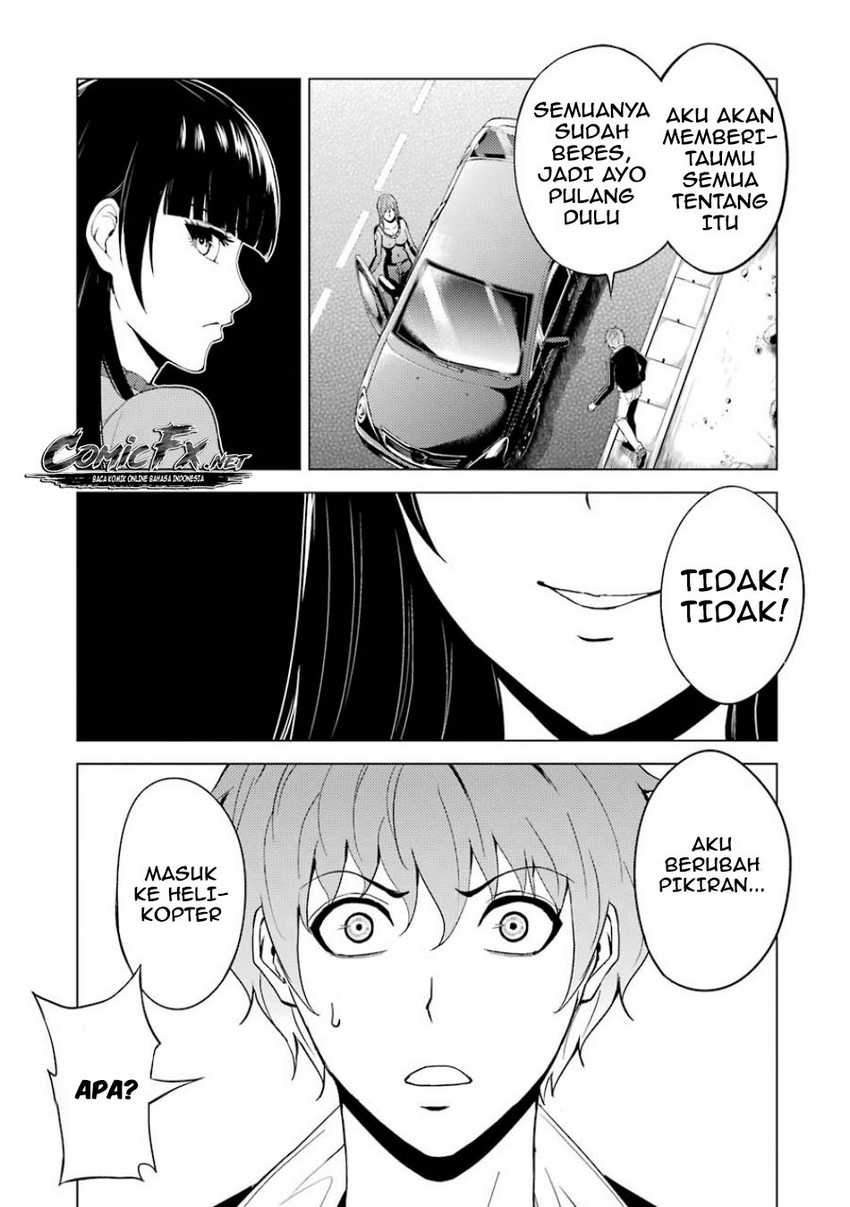 AKU AKAN
MEMBERI-
TAUMU
SEMUA
TENTANG
ITU
SEMUANYA
SUDAH
BERES,
JADI AYO
PULANG
DULU
COMICFX.NET
BACA KOMIK ONLINE BAHASA INDONESIA
TIDAK!
TIDAK!
AKU
BERUBAH
PIKIRAN...
MASUK
KE HELI-
KOPTER
APA?